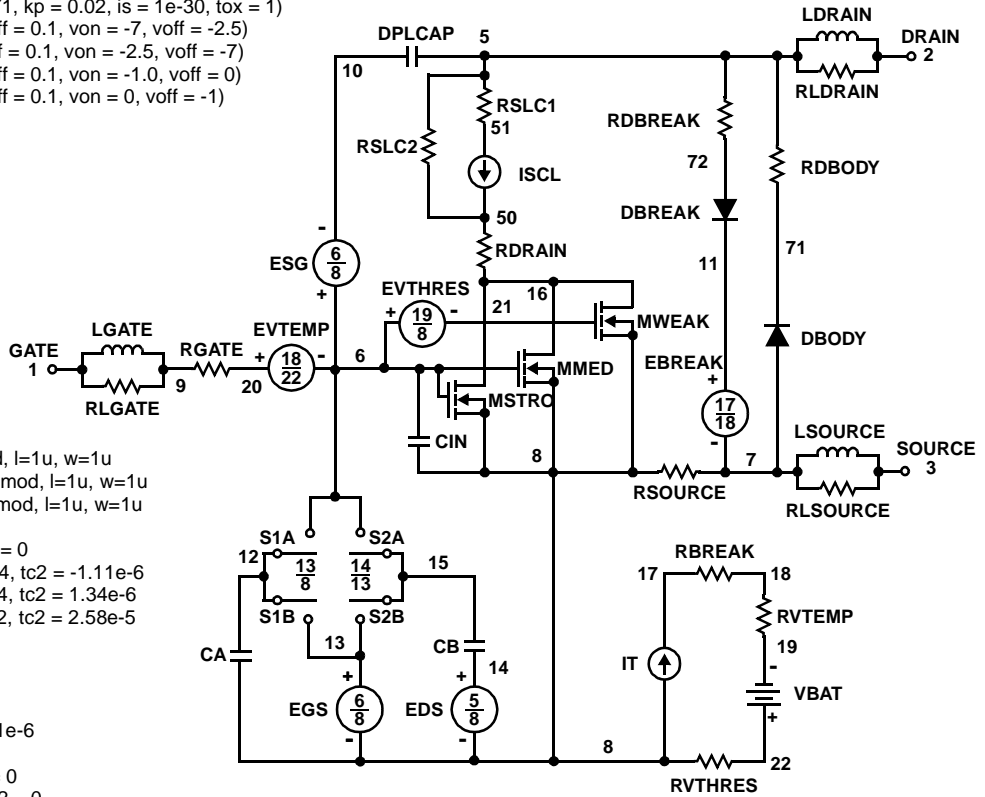 1, kp = 0.02, is = 1e-30, tox = 1)
ff = 0.1, von = -7, voff = -2.5)
f = 0.1, von = -2.5, voff = -7)
ff = 0.1, von = -1.0, voff = 0)
ff = 0.1, von = 0, voff = -1)
LDRAIN
DRAIN
2
RLDRAIN
DPLCAP
5
10
RSLC1
51
RSLC2
ISCL
50
RDRAIN
RDBREAK
72
RDBODY
DBREAK
71
11
DBODY
-
ESG
6
8
+
EVTHRES
+
19
8
-
21
16
MWEAK
MMED
MSTRO
EBREAK
+
17
18
-
LGATE
GATE
1
RLGATE
9
RGATE
20
EVTEMP
+
18
22
-
6
CIN
8
RSOURCE
7
LSOURCE
SOURCE
3
RLSOURCE
, l=1u, w=1u
mod, l=1u, w=1u
mod, l=1u, w=1u
= 0
4, tc2 = -1.11e-6
4, tc2 = 1.34e-6
2, tc2 = 2.58e-5
S1A
S2A
12
13
8
14
13
15
S1B
S2B
13
CA
CB
14
+
EGS
6
8
-
+
EDS
5
8
-
8
RBREAK
17
18
RVTEMP
19
IT
-
VBAT
+
RVTHRES
22
e-6
0